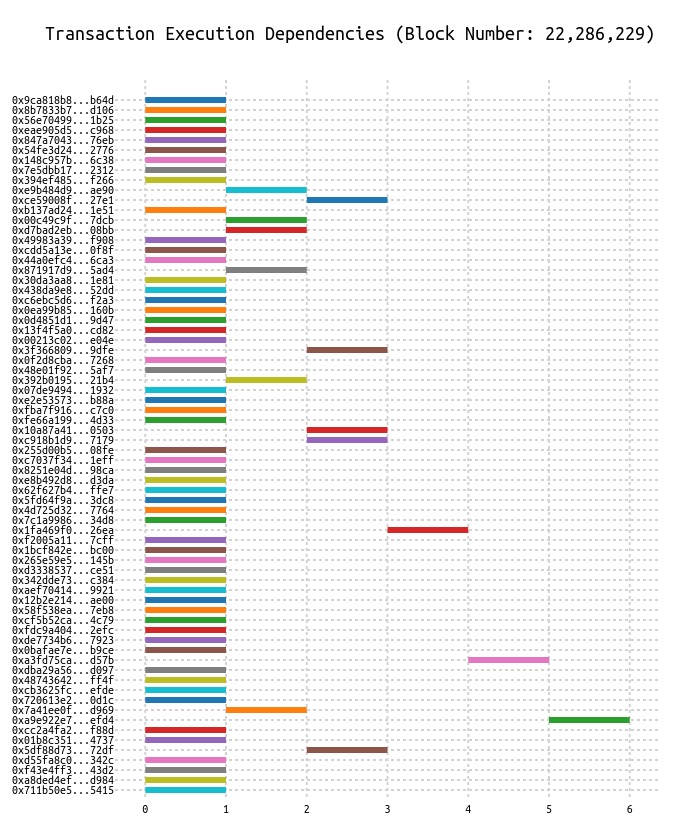 Transaction Execution Dependencies (Block Number: 22,286,229)
0x9ca818b8...b64d
0x8b7833b7...d106
0x56e70499...1b25
0xeae905d5...c968
0x847a7043...76eb
0x54fe3d24...2776
0x148c957b...6c38
0x7e5dbb17...2312
0x394ef485...f266
0xe9b484d9...ae90
0xce59008f...27e1
0xb137ad24...1e51
0x00c49c9f...7dcb
0xd7bad2eb...08bb
0x49983a39...f908
0xcdd5a13e...0f8f
0x44a0efc4...6ca3
0x871917d9...5ad4
0x30da3aa8...1e81
0x438da9e8...52dd
0xc6ebc5d6...f2a3
0x0ea99b85...160b
0x0d4851d1...9d47
0x13f4f5a0...cd82
0x00213c02...e04e
0x3f366809...9dfe
0x0f2d8cba...7268
0x48e01f92...5af7
0x392b0195...21b4
0x07de9494...1932
0xe2e53573...b88a
0xfba7f916...c7c0
0xfe66a199...4d33
0x10a87a41...0503
0xc918b1d9...7179
0x255d00b5...08fe
0xc7037f34...1eff
0x8251e04d...98ca
0xe8b492d8...d3da
0x62f627b4...ffe7
0x5fd64f9a...3dc8
0x4d725d32...7764
0x7c1a9986...34d8
0x1fa469f0...26ea
0xf2005a11...7cff
0x1bcf842e...bc00
0x265e59e5...145b
0xd3338537...ce51
0x342dde73...c384
0xaef70414...9921
0x12b2e214...ae00
0x58f538ea...7eb8
0xcf5b52ca...4c79
0xfdc9a404...2efc
0xde7734b6...7923
0x0bafae7e...b9ce
0xa3fd75ca...d57b
0xdba29a56...d097
0x48743642...ff4f
0xcb3625fc...efde
0x720613e2...0d1c
0x7a41ee0f...d969
0xa9e922e7...efd4
0xcc2a4fa2...f88d
0x01b8c351...4737
0x5df88d73...72df
0xd55fa8c0...342c
0xf43e4ff3...43d2
0xa8ded4ef...d984
0x711b50e5...5415
0 1 2 3 4 5 6